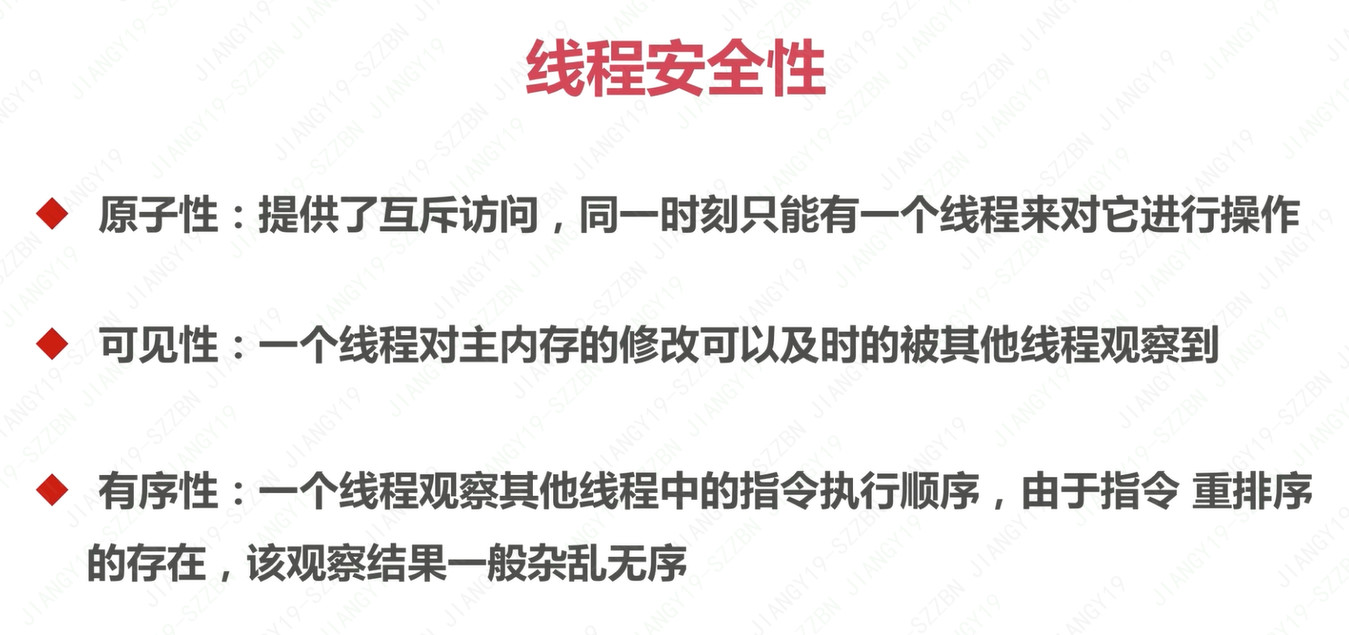 线程安全性
原子性：提供了互斥访问，同一时刻只能有一个线程来对它进行操作
可见性：一个线程对主内存的修改可以及时的被其他线程观察到
有序性：一个线程观察其他线程中的指令执行顺序，由于指令 重排序
的存在，该观察结果一般杂乱无序
JIANGY19-SZZBN